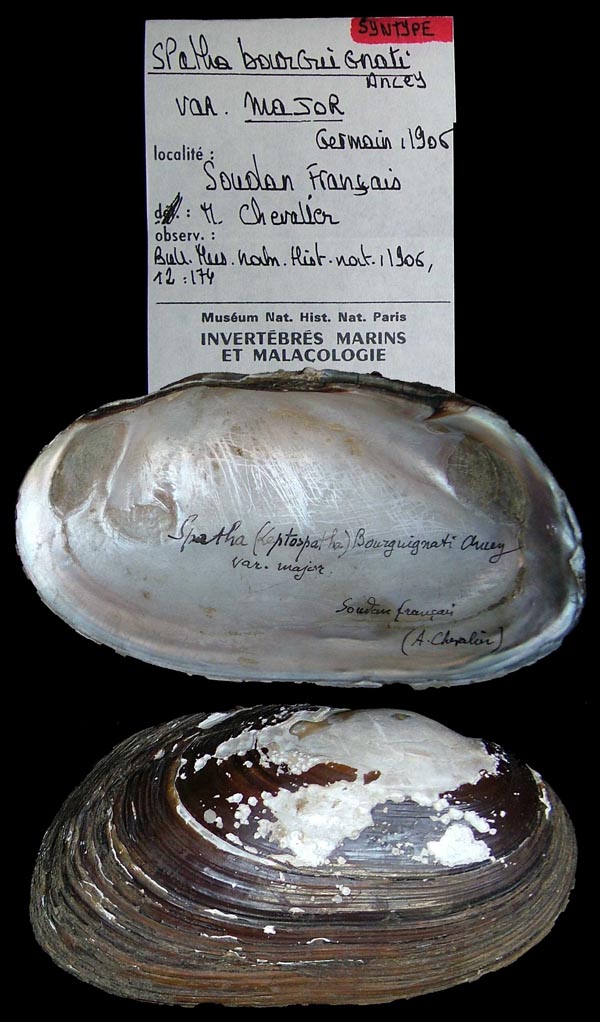 SYNTYPE
Spatha bourguignati
Ancey
var. MAJOR
Germain, 1906
localité :
Soudan Français
dét. : M. Chevalier
observ. :
Bull. Mus. natn. Hist. nat., 1906,
12 : 174
Muséum Nat. Hist. Nat. Paris
INVERTÉBRÉS MARINS
ET MALACOLOGIE
Spatha (Leptospatha) Bourguignati Ancey
var. major.
Soudan français
(A. Chevalier)